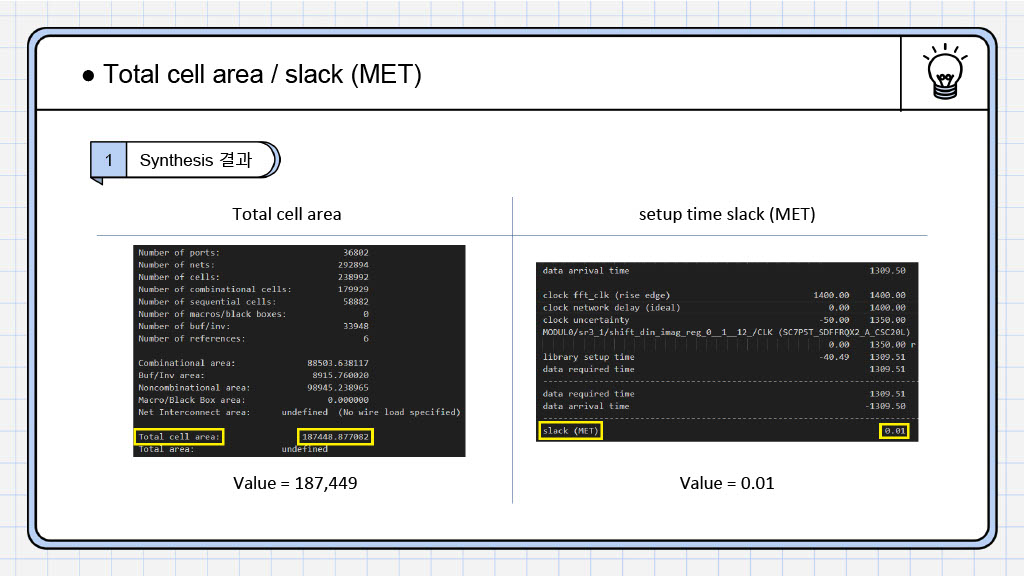 ● Total cell area / slack (MET)
1
Synthesis 결과
Total cell area
Number of ports: 36802
Number of nets: 292894
Number of cells: 238992
Number of combinational cells: 179929
Number of sequential cells: 58882
Number of macros/black boxes: 0
Number of buf/inv: 33948
Number of references: 6
Combinational area: 88503.638117
Buf/Inv area: 8915.760020
Noncombinational area: 98945.238965
Macro/Black Box area: 0.000000
Net Interconnect area: undefined (No wire load specified)
Total cell area: 187448.877082
Total area: undefined
Value = 187,449
setup time slack (MET)
data arrival time 1309.50
clock fft_clk (rise edge) 1400.00 1400.00
clock network delay (ideal) 0.00 1400.00
clock uncertainty -50.00 1350.00
MODUL0/sr3_1/shift_din_imag_reg_0__1__12_/CLK (SC7P5T_SDFFRQX2_A_CSC20L)
0.00 1350.00 r
library setup time -40.49 1309.51
data required time 1309.51
data required time 1309.51
data arrival time -1309.50
slack (MET) 0.01
Value = 0.01